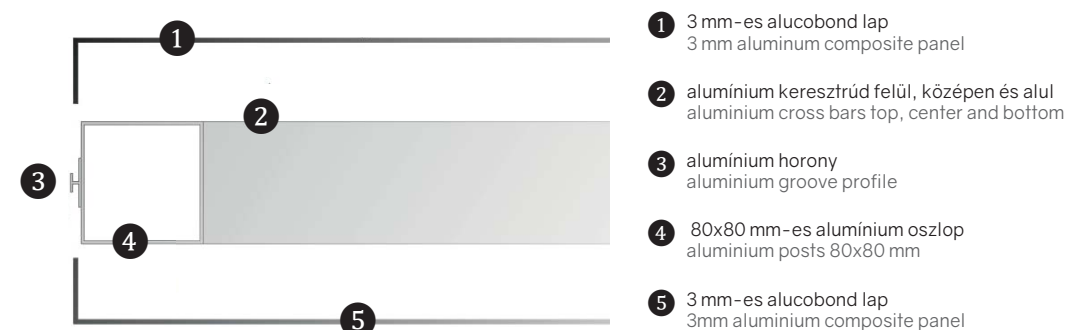 1
2
3
4
5
1 3 mm-es alucobond lap
3 mm aluminum composite panel
2 alumínium keresztrúd felül, középen és alul
aluminium cross bars top, center and bottom
3 alumínium horony
aluminium groove profile
4 80x80 mm-es alumínium oszlop
aluminium posts 80x80 mm
5 3 mm-es alucobond lap
3mm aluminium composite panel